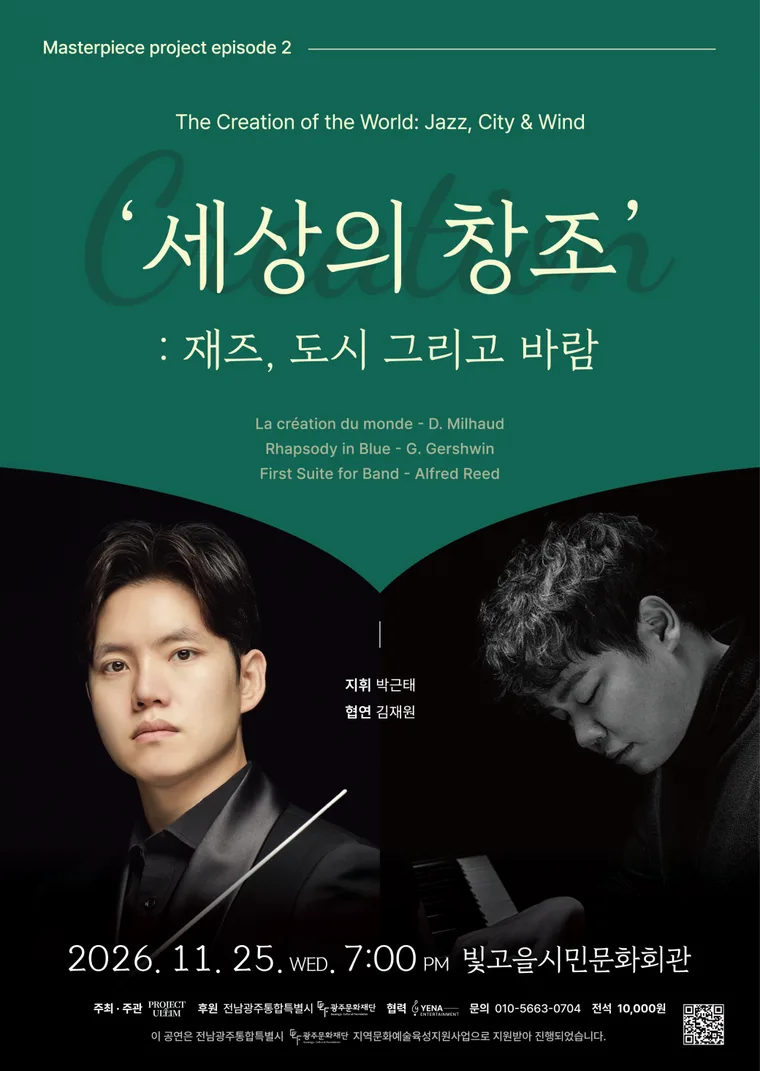 Masterpiece project episode 2
The Creation of the World: Jazz, City & Wind
Creation
‘세상의 창조’
: 재즈, 도시 그리고 바람
La création du monde - D. Milhaud
Rhapsody in Blue - G. Gershwin
First Suite for Band - Alfred Reed
지휘 박근태
협연 김재원
2026. 11. 25. WED. 7:00 PM 빛고을시민문화회관
주최 · 주관 PROJECT ULLIM 후원 전남광주통합특별시 광주문화재단 협력 YENA ENTERTAINMENT 문의 010-5663-0704 전석 10,000원
이 공연은 전남광주통합특별시 광주문화재단 지역문화예술육성지원사업으로 지원받아 진행되었습니다.